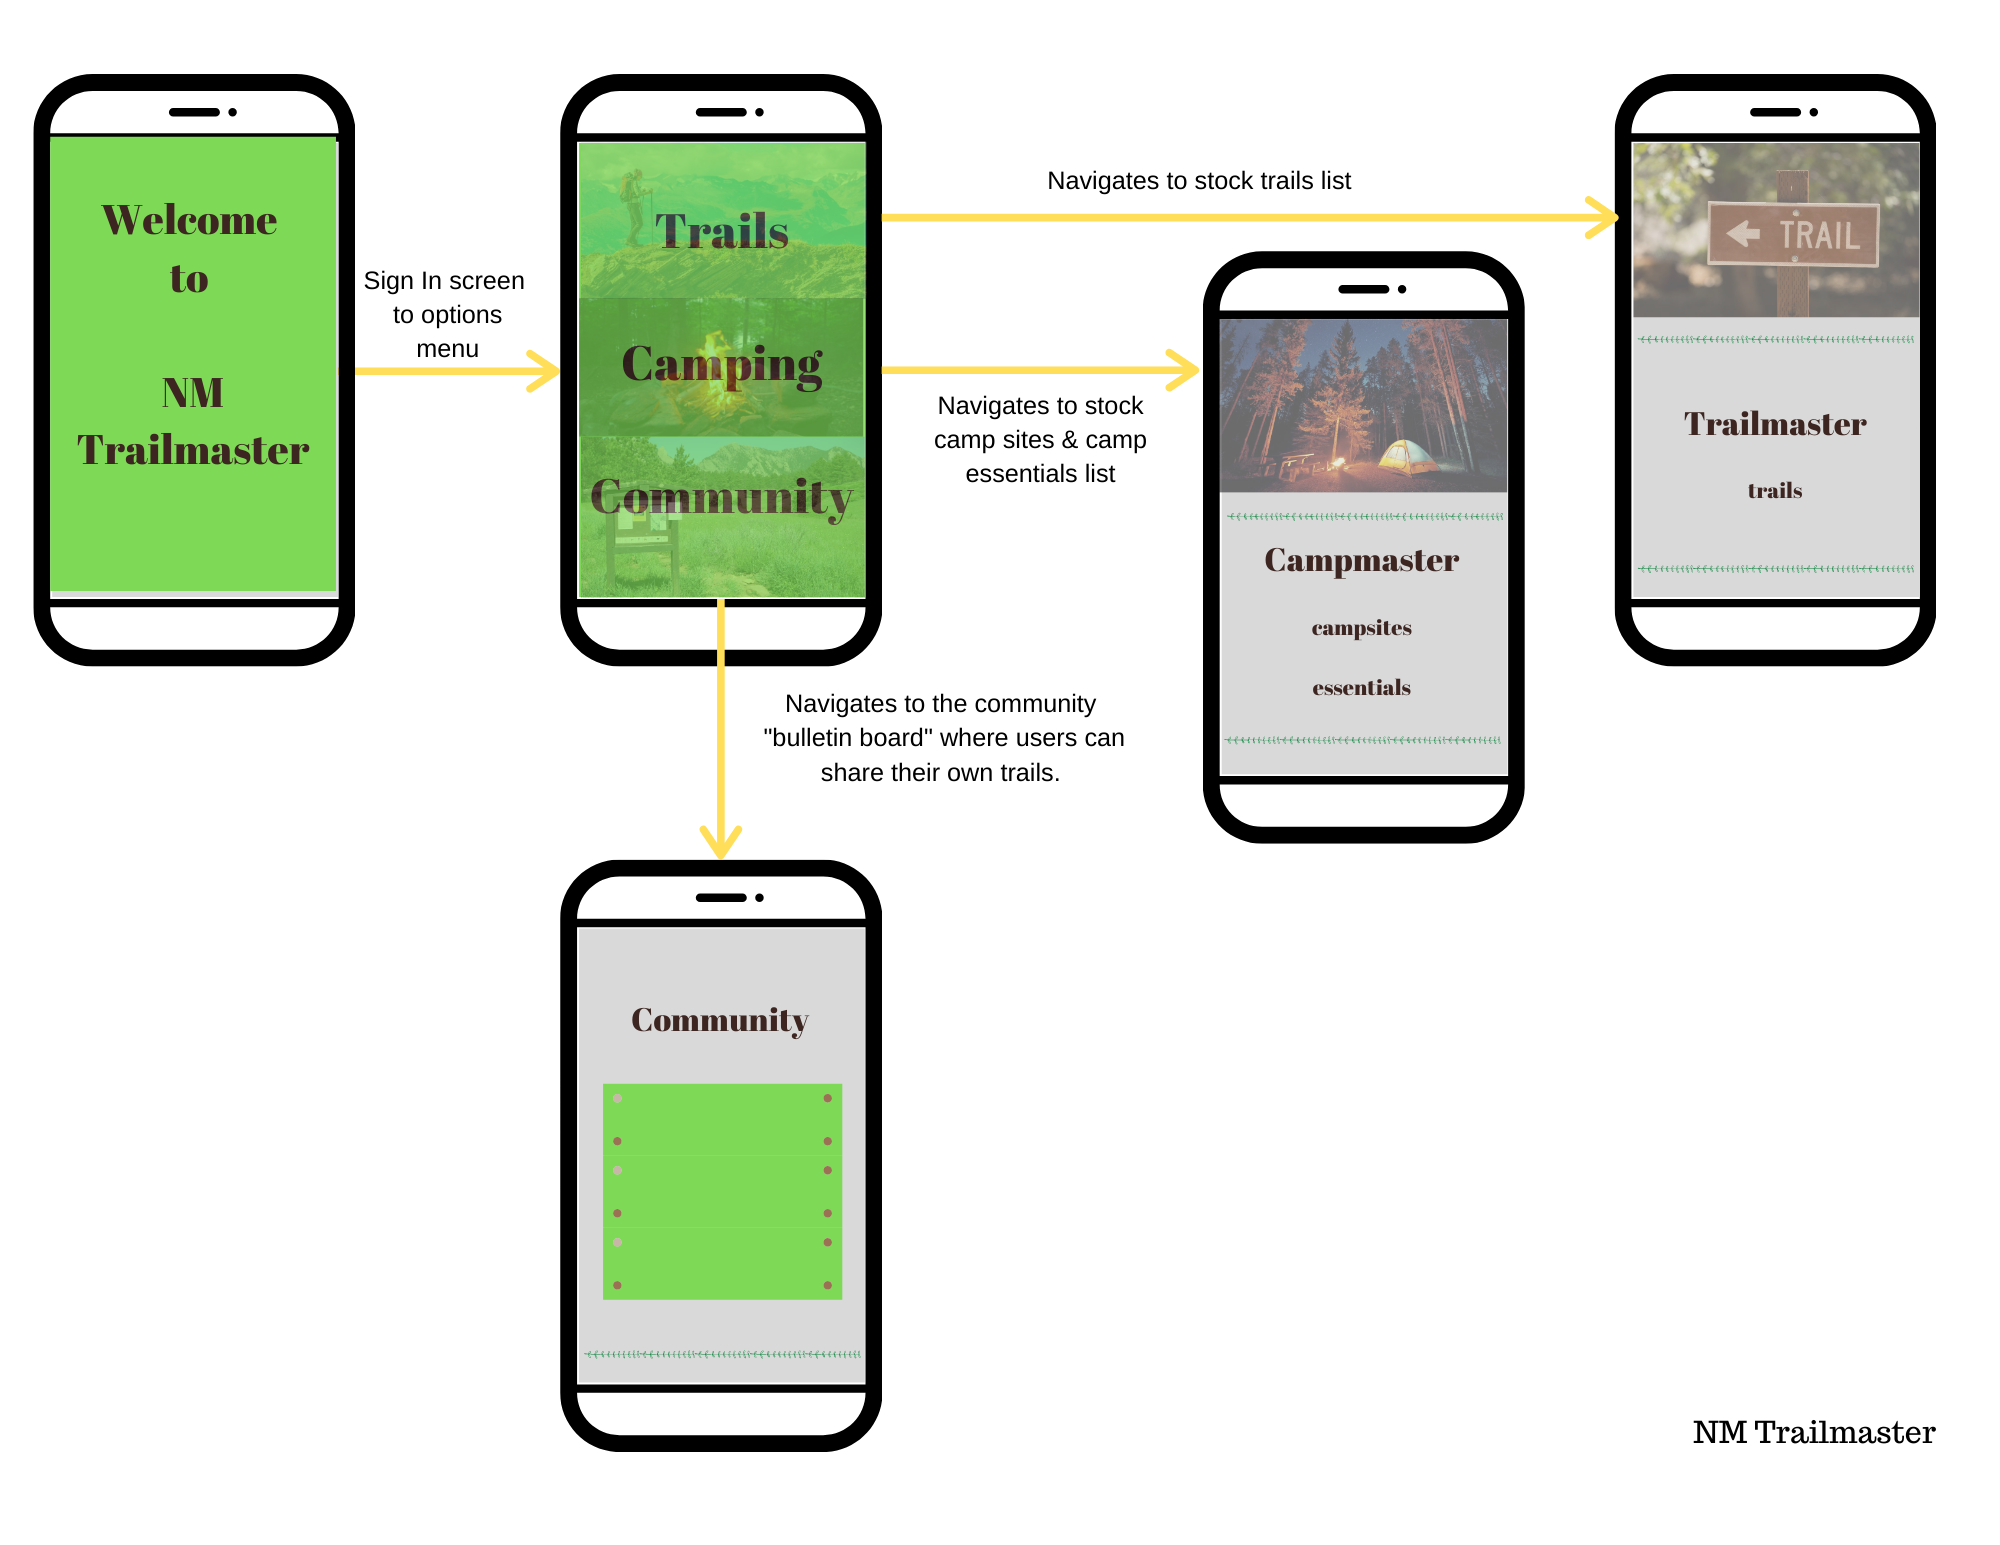 Welcome
to
NM
Trailmaster
Sign In screen
to options
menu
Trails
Camping
Community
Navigates to stock trails list
Navigates to stock
camp sites & camp
essentials list
Navigates to the community
"bulletin board" where users can
share their own trails.
Campmaster
campsites
essentials
TRAIL
Trailmaster
trails
Community
NM Trailmaster